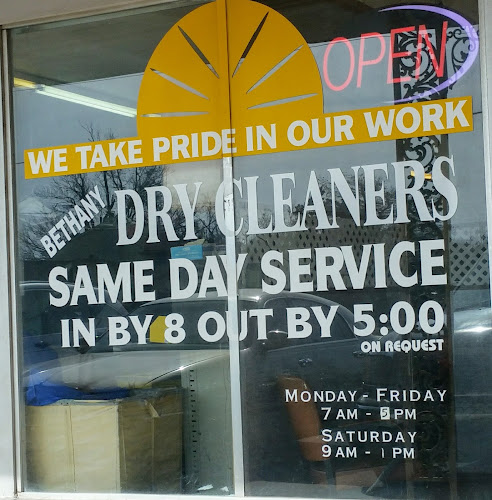 OPEN
WE TAKE PRIDE IN OUR WORK
BETHANY
DRY CLEANERS
SAME DAY SERVICE
IN BY 8 OUT BY 5:00
ON REQUEST
MONDAY - FRIDAY
7 AM - 5 PM
SATURDAY
9 AM - 1 PM